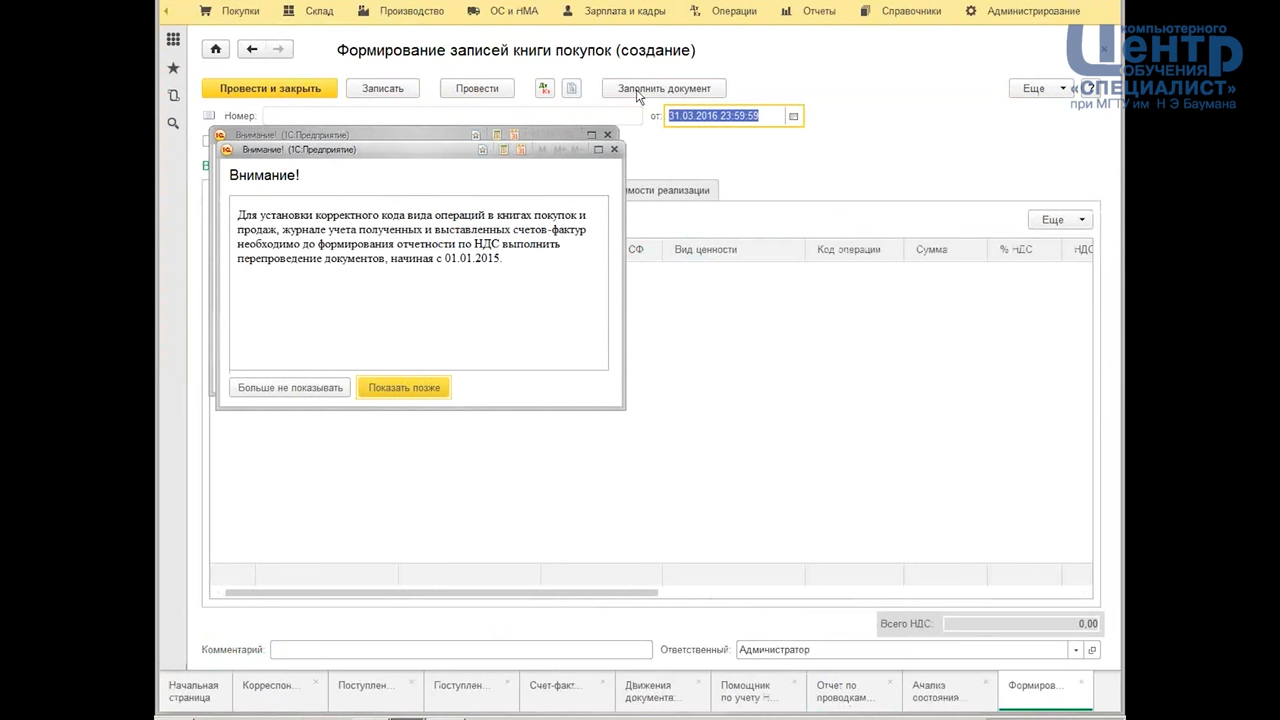 Покупки Склад Производство ОС и НМА Зарплата и кадры Операции Отчеты Справочники Администрирование
компьютерного
Центр
ОБУЧЕНИЯ
«СПЕЦИАЛИСТ»
при МГТУ им Н Э Баумана
Формирование записей книги покупок (создание)
Провести и закрыть Записать Провести Заполнить документ Еще
Номер: от: 31.03.2016 23:59:59
Внимание! (1С:Предприятие)
Внимание! (1С:Предприятие)
Внимание!
Для установки корректного кода вида операций в книгах покупок и
продаж, журнале учета полученных и выставленных счетов-фактур
необходимо до формирования отчетности по НДС выполнить
перепроведение документов, начиная с 01.01.2015.
Больше не показывать Показать позже
имости реализации
Еще
СФ Вид ценности Код операции Сумма % НДС НДС
Всего НДС: 0,00
Комментарий: Ответственный: Администратор
Начальная страница
Корреспон...
Поступлен...
Поступлен...
Счет-факт...
Движения документа:...
Помощник по учету Н...
Отчет по проводкам...
Анализ состояния...
Формиров...